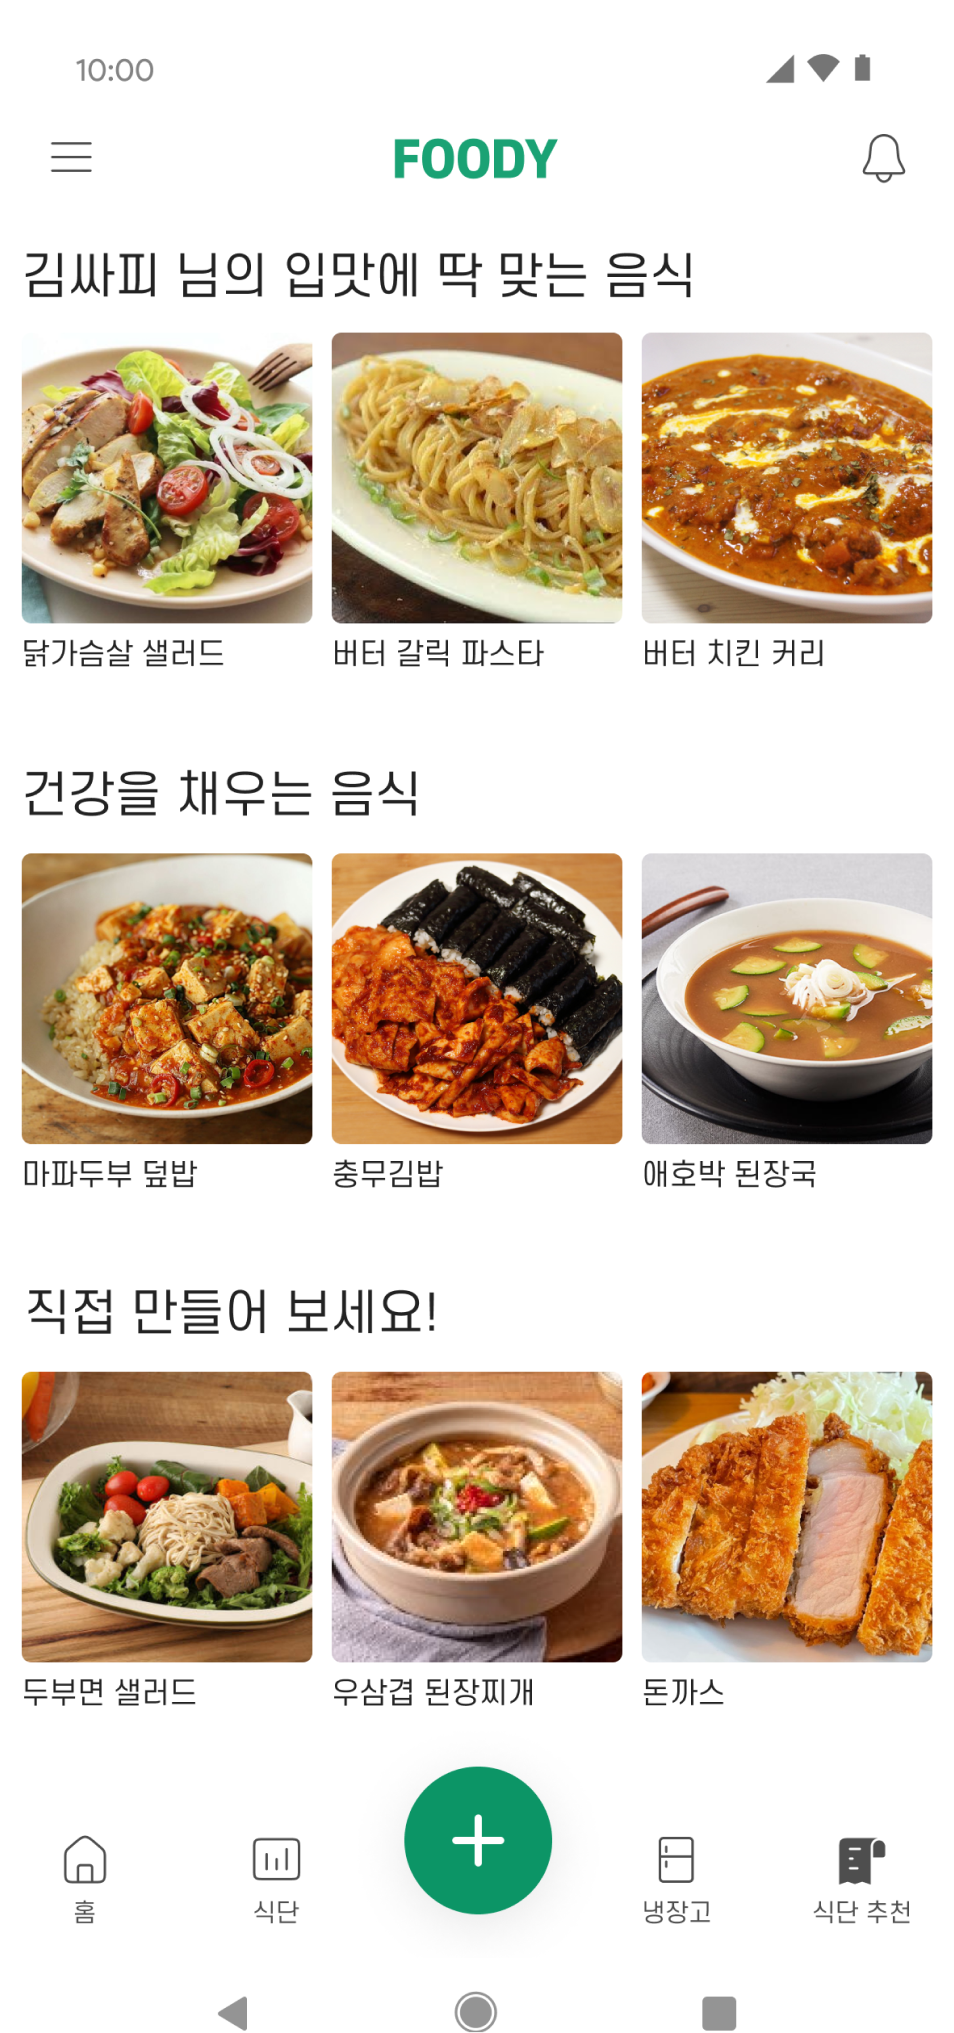 10:00
FOODY
김싸피 님의 입맛에 딱 맞는 음식
닭가슴살 샐러드
버터 갈릭 파스타
버터 치킨 커리
건강을 채우는 음식
마파두부 덮밥
충무김밥
애호박 된장국
직접 만들어 보세요!
두부면 샐러드
우삼겹 된장찌개
돈까스
홈
식단
냉장고
식단 추천